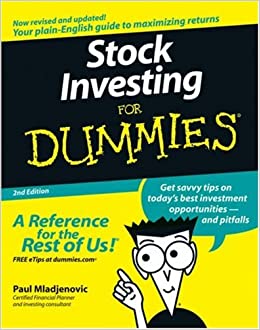 Now revised and updated!
Your plain-English guide to maximizing returns
Stock
Investing
FOR
DUMMIES®
2nd Edition
Get savvy tips on
today's best investment
opportunities —
and pitfalls
A Reference
for the
Rest of Us!®
FREE eTips at dummies.com®
Paul Mladjenovic
Certified Financial Planner
and investing consultant